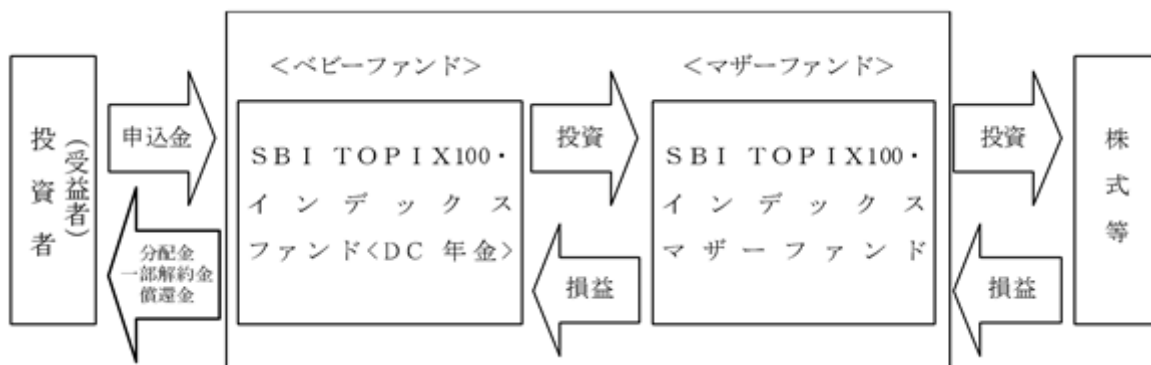 ＜ベビーファンド＞
＜マザーファンド＞
投資者
(受益者)
申込金
分配金
一部解約金
償還金
ＳＢＩ ＴＯＰＩＸ100・
インデックス
ファンド<DC 年金>
投資
損益
ＳＢＩ ＴＯＰＩＸ100・
インデックス
マザーファンド
投資
損益
株式等